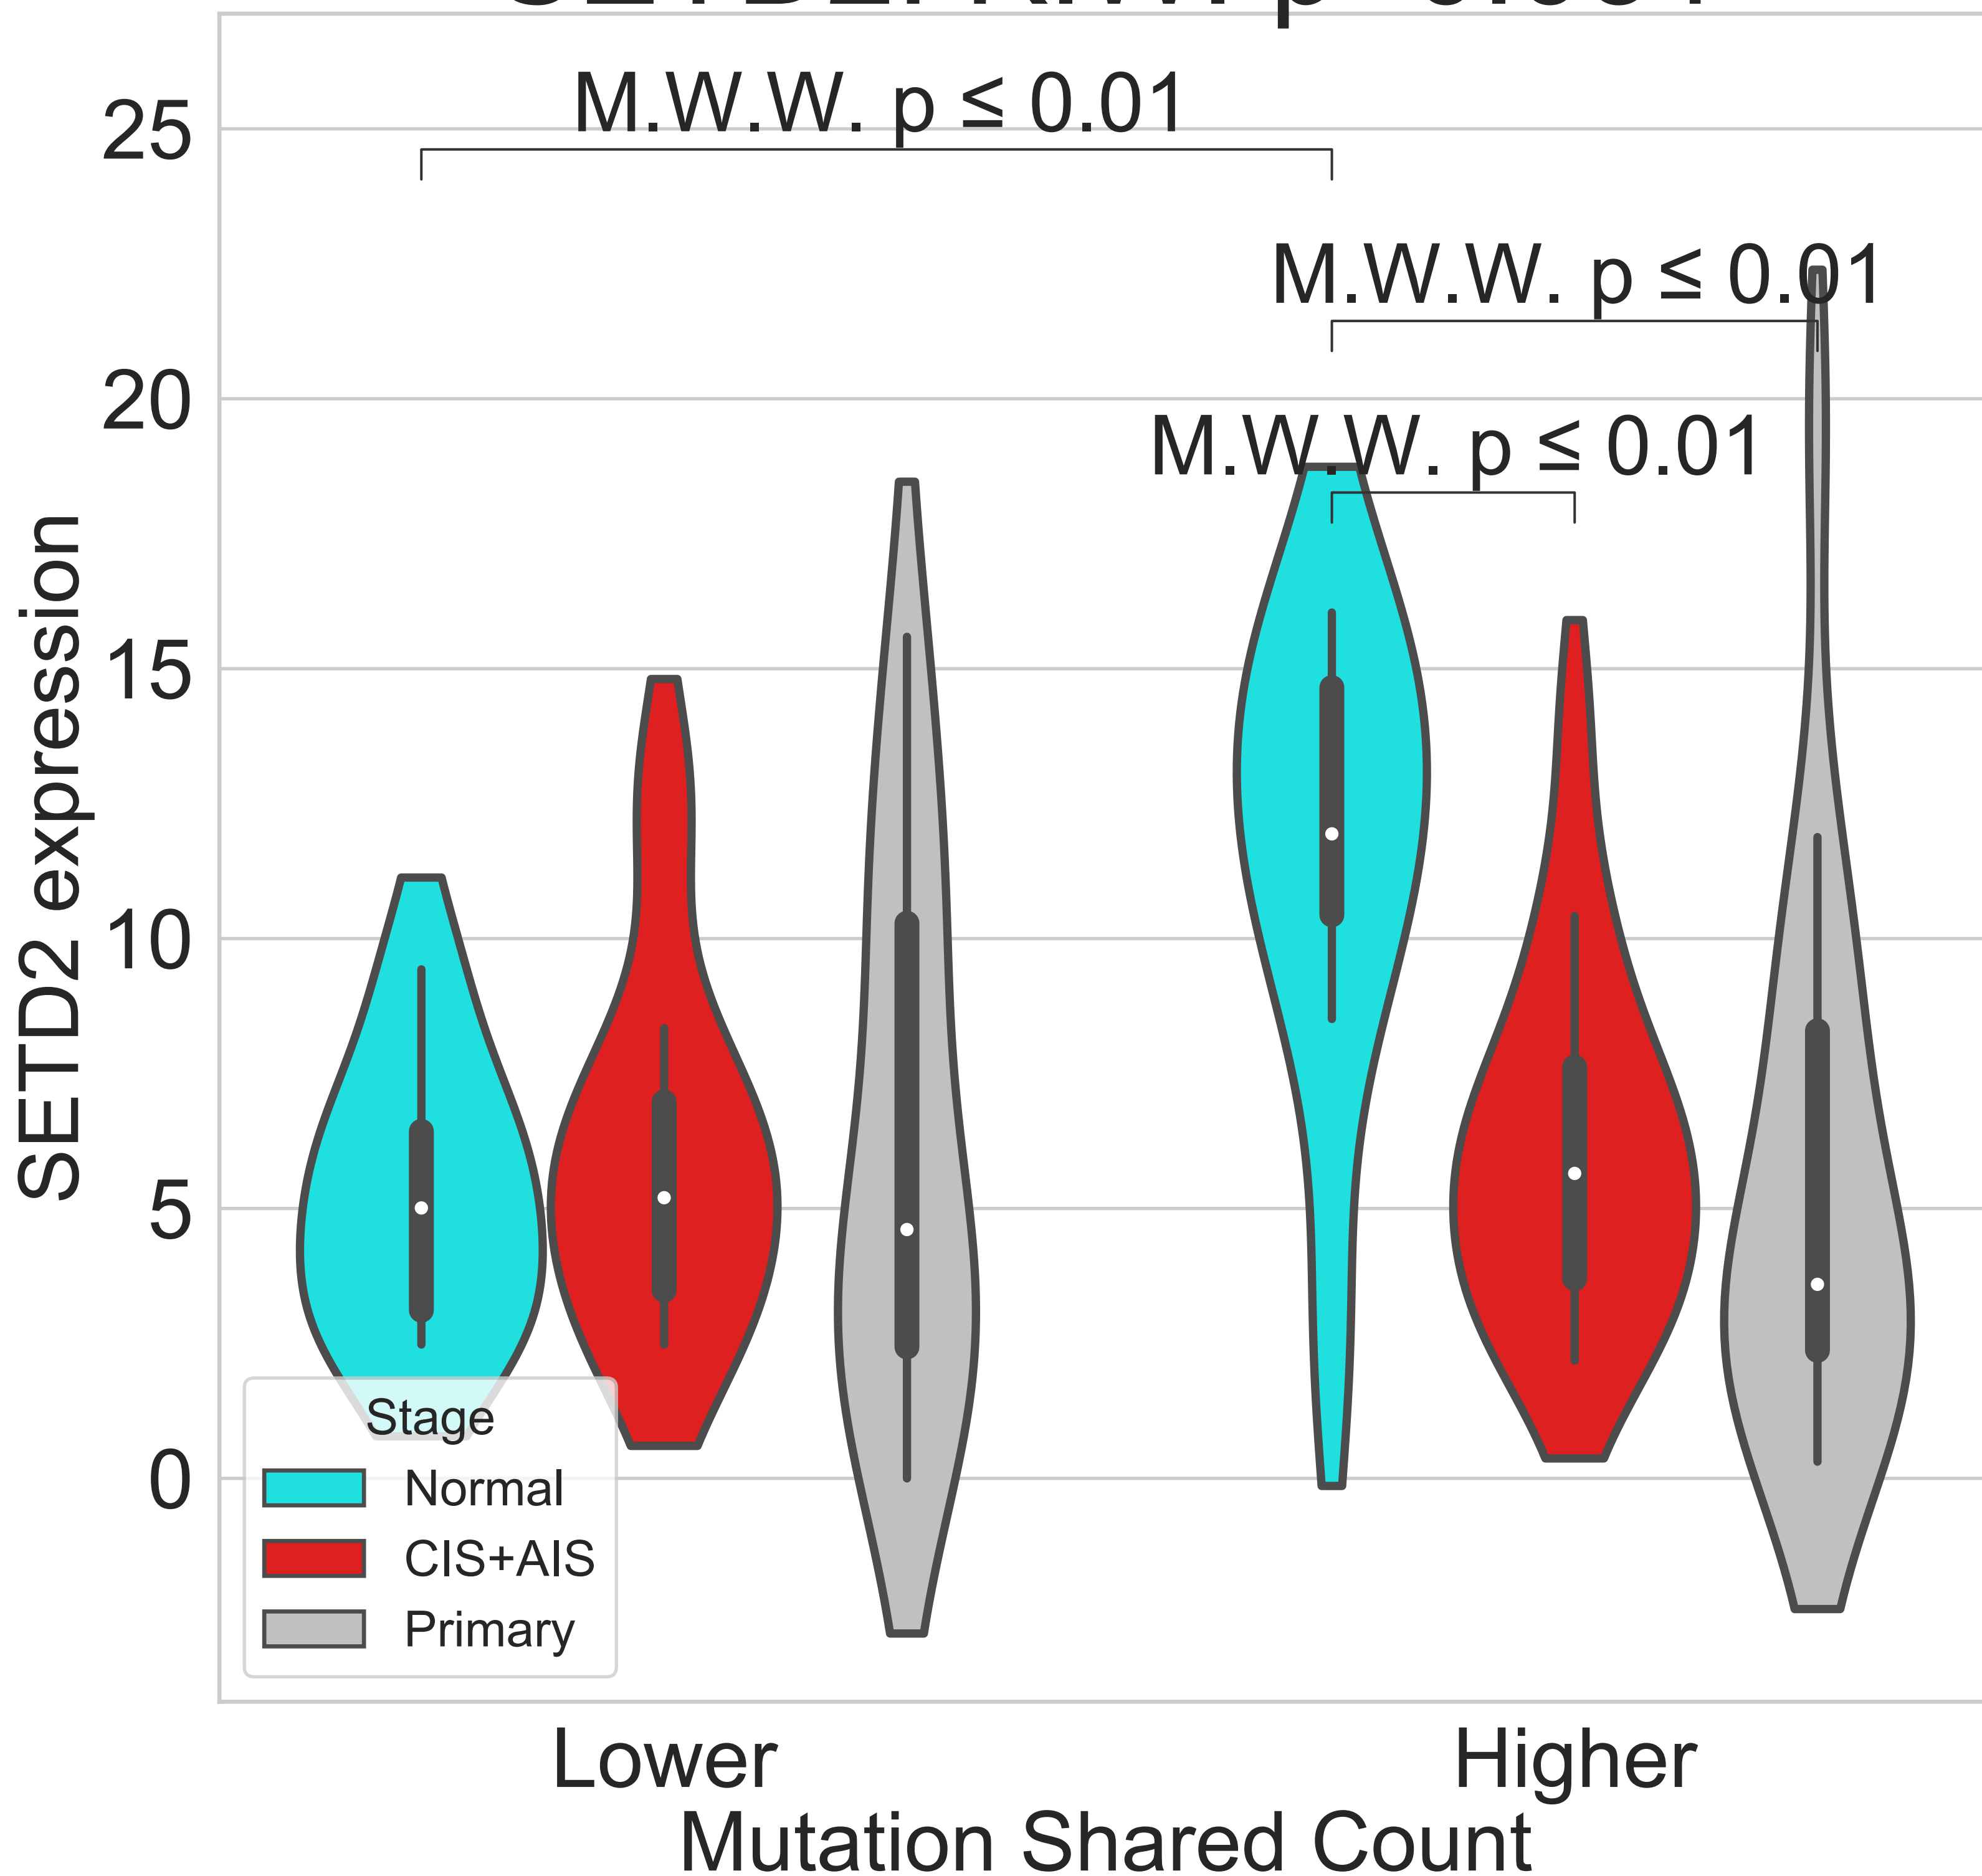 M.W.W. p ≤ 0.01
M.W.W. p ≤ 0.01
M.W.W. p ≤ 0.01
25
20
15
10
5
0
SETD2 expression
Stage
Normal
CIS+AIS
Primary
Lower
Higher
Mutation Shared Count